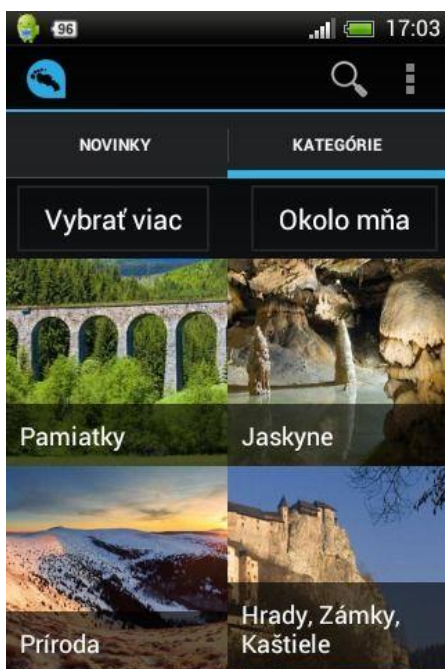 96
17:03
NOVINKY
KATEGÓRIE
Vybrať viac
Okolo mňa
Pamiatky
Jaskyne
Príroda
Hrady, Zámky,
Kaštiele